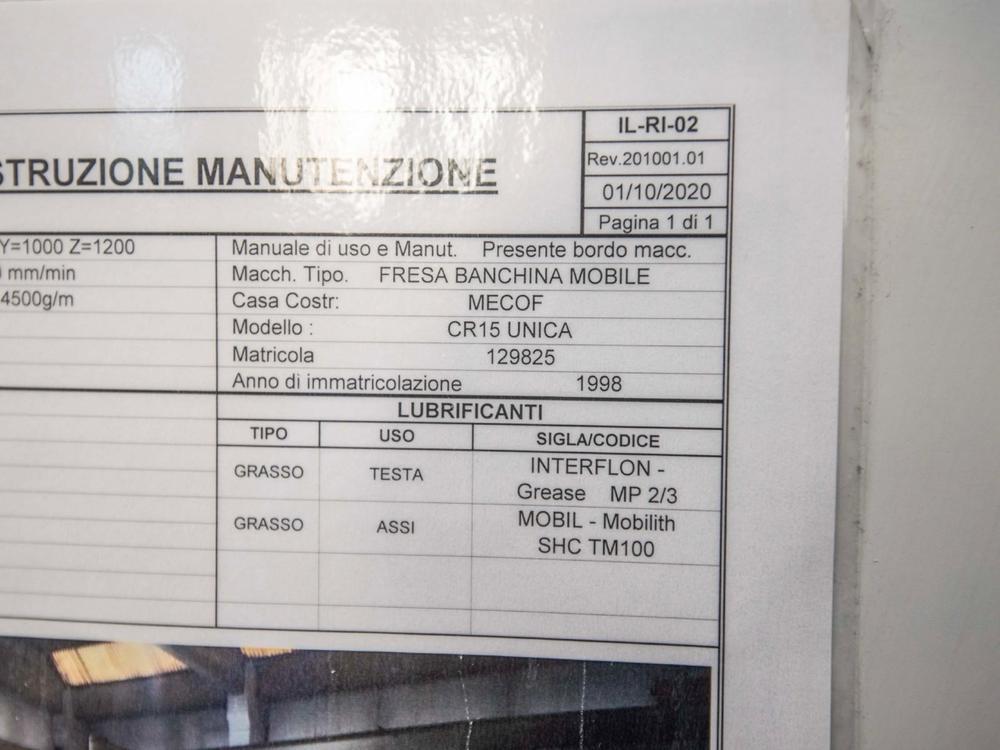 IL-RI-02
STRUZIONE MANUTENZIONE
Rev.201001.01
01/10/2020
Pagina 1 di 1
Y=1000 Z=1200
mm/min
4500g/m
Manuale di uso e Manut. Presente bordo macc.
Macch. Tipo. FRESA BANCHINA MOBILE
Casa Costr: MECOF
Modello : CR15 UNICA
Matricola 129825
Anno di immatricolazione 1998
LUBRIFICANTI
TIPO USO SIGLA/CODICE
GRASSO TESTA INTERFLON -
Grease MP 2/3
GRASSO ASSI MOBIL - Mobilith
SHC TM100